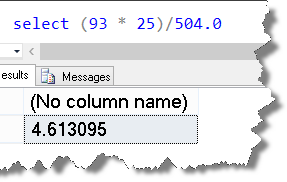 select (93 * 25)/504.0
esults Messages
(No column name)
4.613095